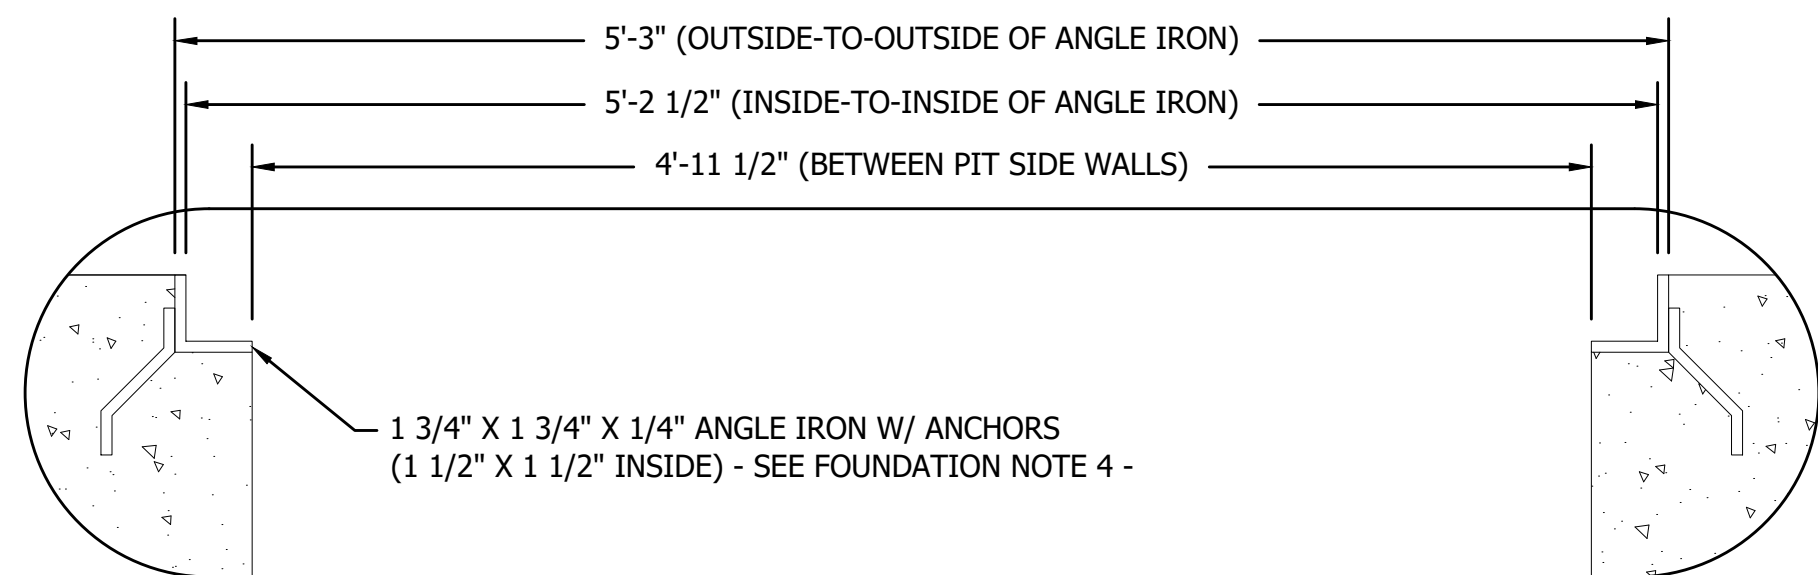 5'-3" (OUTSIDE-TO-OUTSIDE OF ANGLE IRON)
5'-2 1/2" (INSIDE-TO-INSIDE OF ANGLE IRON)
4'-11 1/2" (BETWEEN PIT SIDE WALLS)
1 3/4" X 1 3/4" X 1/4" ANGLE IRON W/ ANCHORS
(1 1/2" X 1 1/2" INSIDE) - SEE FOUNDATION NOTE 4 -